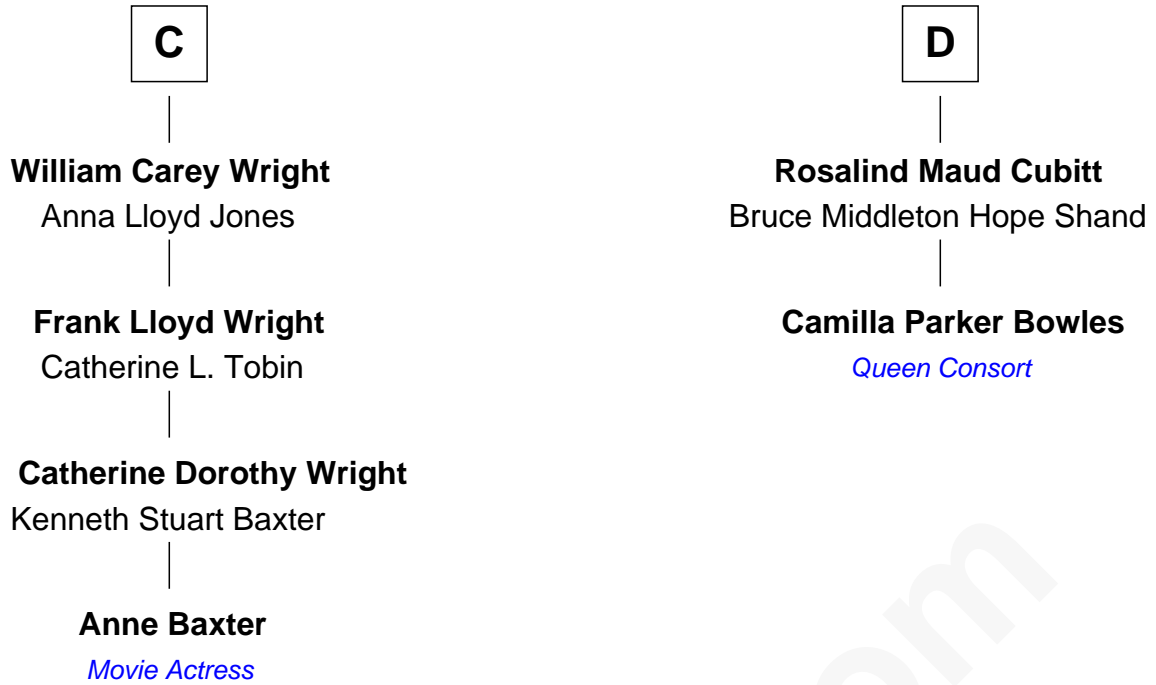 C
William Carey Wright
Anna Lloyd Jones
Frank Lloyd Wright
Catherine L. Tobin
Catherine Dorothy Wright
Kenneth Stuart Baxter
Anne Baxter
Movie Actress
D
Rosalind Maud Cubitt
Bruce Middleton Hope Shand
Camilla Parker Bowles
Queen Consort
om